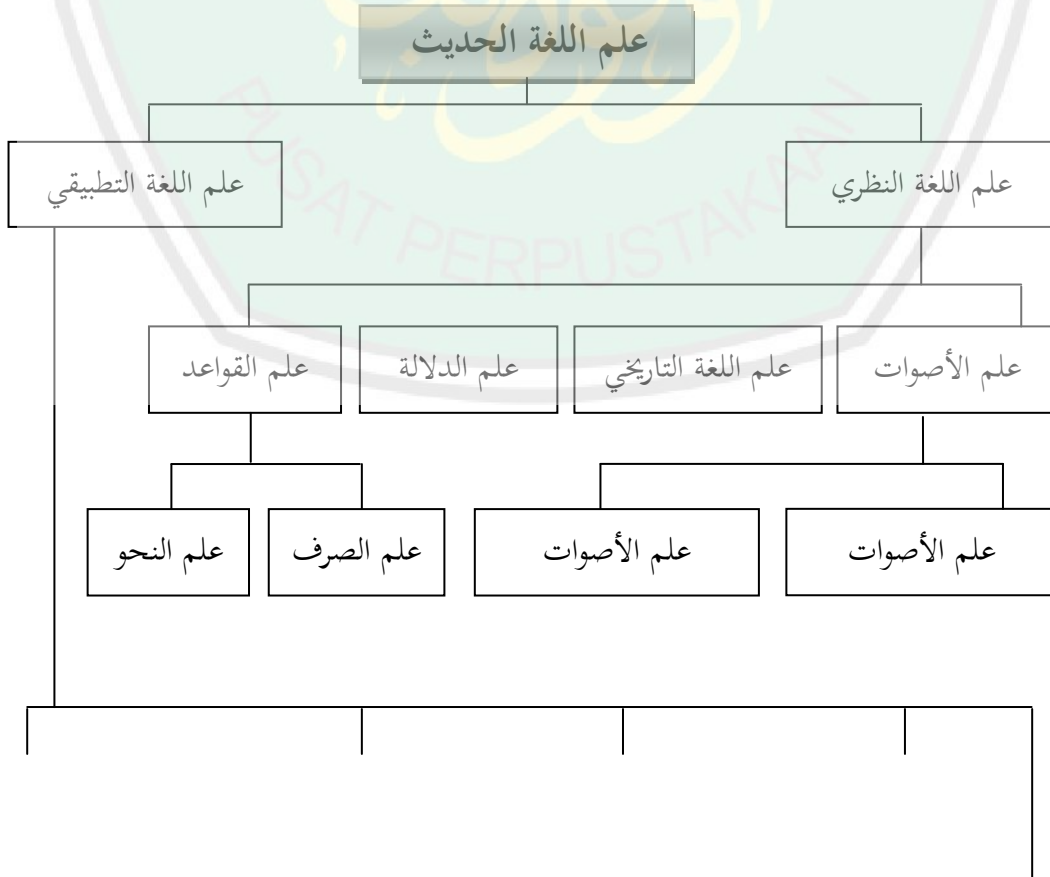 علم اللغة الحديث
علم اللغة النظري
علم اللغة التطبيقي
علم الأصوات
علم اللغة التاريخي
علم الدلالة
علم القواعد
علم الأصوات
علم الأصوات
علم الصرف
علم النحو
PUSAT PERPUSTAKAAN